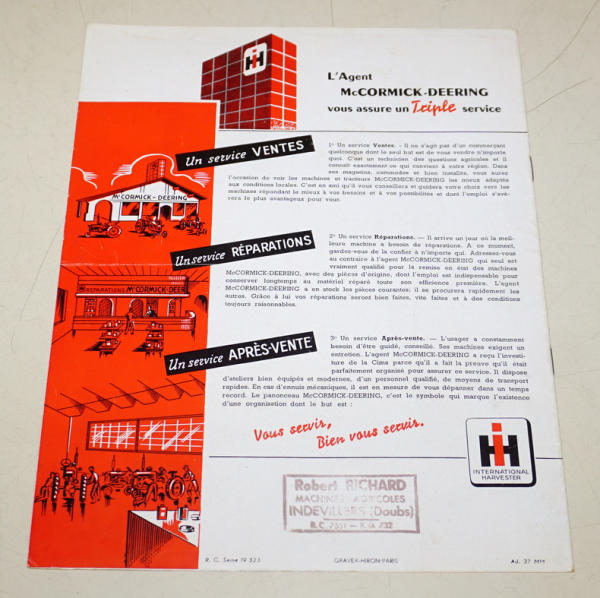 IH
L'Agent
McCORMICK-DEERING
vous assure un Triple service
Un service VENTES
1º Un service Ventes. - Il ne s'agit pas d'un commerçant
quelconque dont le seul but est de vous vendre n'importe
quoi. C'est un technicien des questions agricoles et il
connaît exactement ce qui convient à votre région. Dans
ses magasins, commodes et bien installés, vous aurez
l'occasion de voir les machines et tracteurs McCORMICK-DEERING les mieux adaptés
aux conditions locales. C'est en ami qu'il vous conseillera et guidera votre choix vers les
machines répondant le mieux à vos besoins et à vos possibilités et dont l'emploi s'avè-
rera le plus avantageux pour vous.
McCORMICK - DEERING
Un service RÉPARATIONS
2º Un service Réparations. — Il arrive un jour où la meil-
leure machine a besoin de réparations. A ce moment,
gardez-vous de la confier à n'importe qui. Adressez-vous
au contraire à l'agent McCORMICK-DEERING qui seul est
vraiment qualifié pour la remise en état des machines
McCORMICK-DEERING, avec des pièces d'origine, dont l'emploi est indispensable pour
conserver longtemps au matériel réparé toute son efficience première. L'agent
McCORMICK-DEERING a en stock les pièces courantes; il se procurera rapidement les
autres. Grâce à lui vos réparations seront bien faites, vite faites et à des conditions
toujours raisonnables.
REPARATIONS McCORMICK-DEER
Un service APRÈS-VENTE
3º Un service Après-vente. — L'usager a constamment
besoin d'être guidé, conseillé. Ses machines exigent un
entretien. L'agent McCORMICK-DEERING a reçu l'investi-
ture de la Cima parce qu'il a fait la preuve qu'il était
parfaitement organisé pour assurer ce service. Il dispose
d'ateliers bien équipés et modernes, d'un personnel qualifié, de moyens de transport
rapides. En cas d'ennuis mécaniques, il est en mesure de vous dépanner dans un temps
record. Le panonceau McCORMICK-DEERING, c'est le symbole qui marque l'existence
d'une organisation dont le but est :
Vous servir,
Bien vous servir.
IH
INTERNATIONAL
HARVESTER
Robert RICHARD
MACHINES AGRICOLES
INDEVILLERS (Doubs)
R.C. 7551 — 732
R. C. Seine 19 323
GRAVEX-HIRON-PARIS
Ad. 37 MM